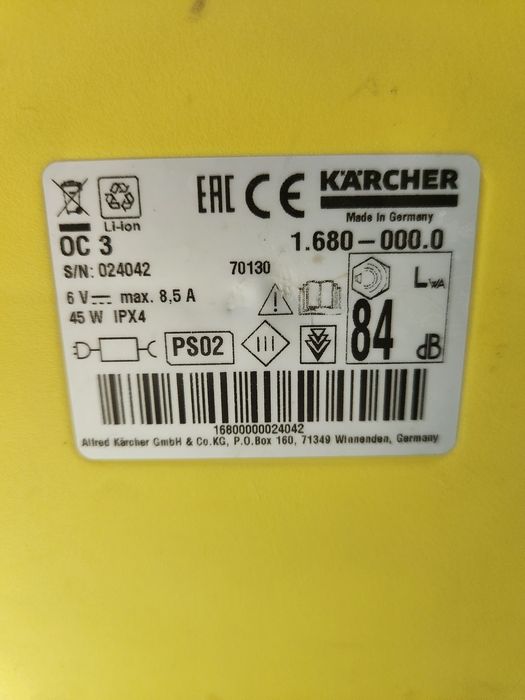 EAC CE KÄRCHER
Li-ion
Made in Germany
OC 3
1.680-000.0
S/N: 024042
70130
6 V⎓ max. 8,5 A
45 W IPX4
LWA
84 dB
PS02
16800000024042
Alfred Kärcher GmbH & Co.KG, P.O.Box 160, 71349 Winnenden, Germany